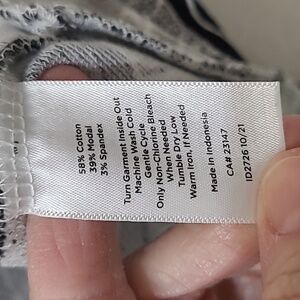 58% Cotton
39% Modal
3% Spandex
Turn Garment Inside Out
Machine Wash Cold
Gentle Cycle
Only Non-Chlorine Bleach
When Needed
Tumble Dry Low
Warm Iron, If Needed
Made in Indonesia
CA# 23147
ID2726 10/21